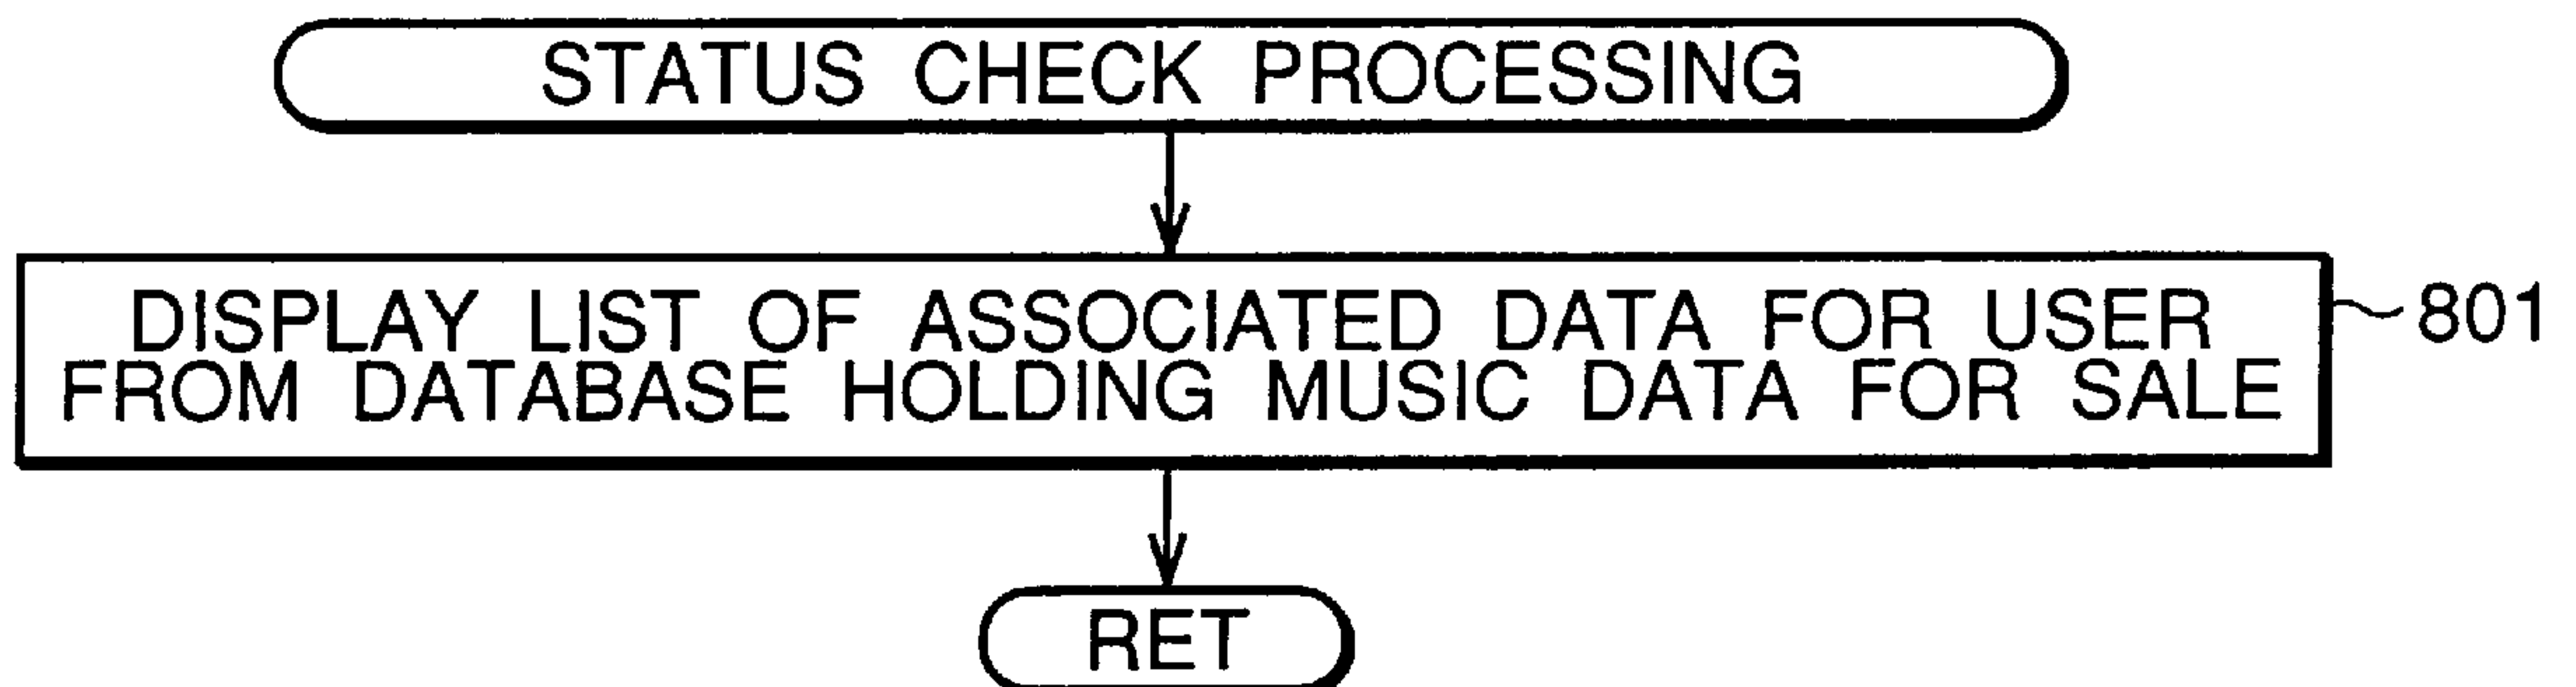 STATUS CHECK PROCESSING
DISPLAY LIST OF ASSOCIATED DATA FOR USER
FROM DATABASE HOLDING MUSIC DATA FOR SALE
801
RET